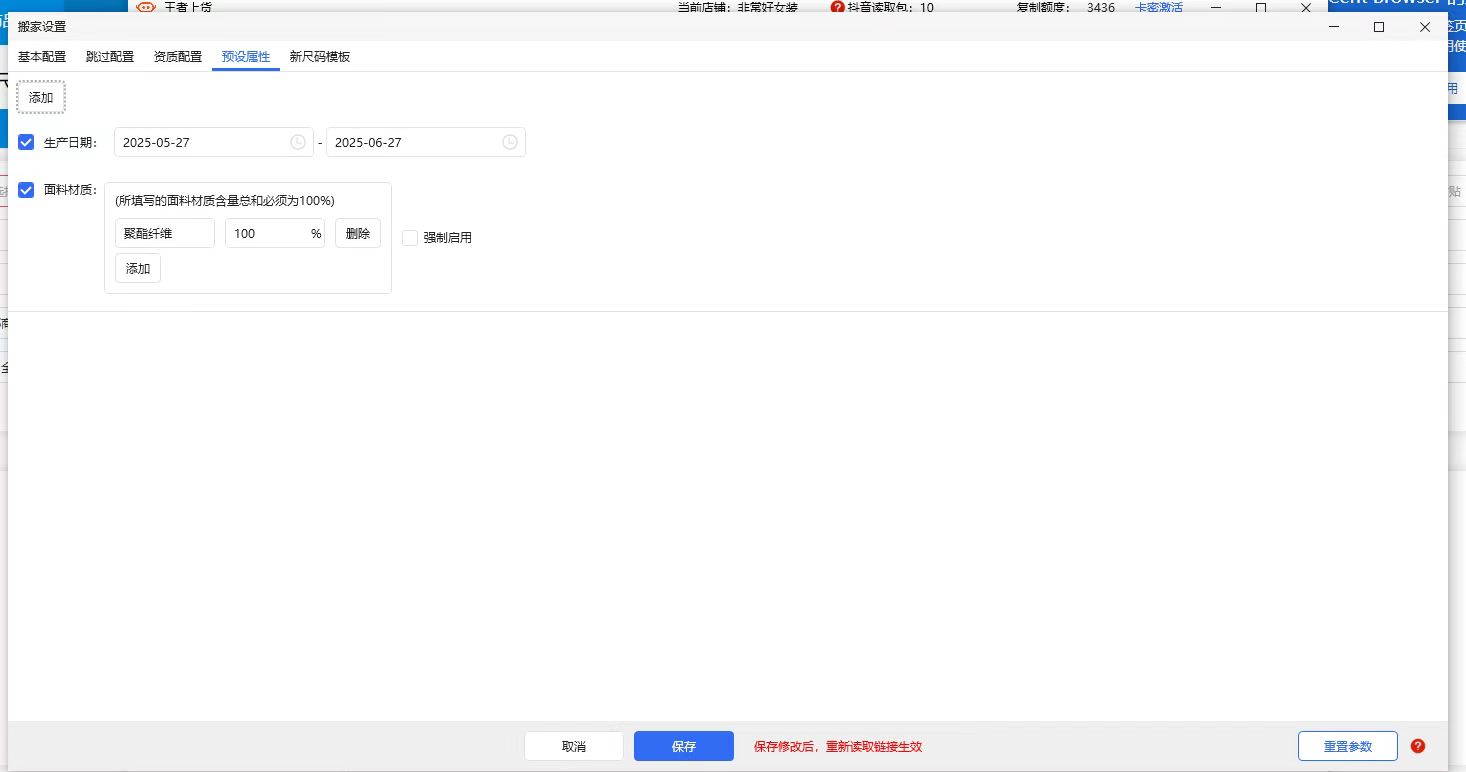 王者上货 当前店铺：非常好女装 抖音读取包：10 复制额度：3436 卡密激活
搬家设置
基本配置 跳过配置 资质配置 预设属性 新尺码模板
添加
生产日期： 2025-05-27 - 2025-06-27
面料材质：
(所填写的面料材质含量总和必须为100%)
聚酯纤维 100 % 删除 强制启用
添加
取消 保存 保存修改后，重新读取链接生效 重置参数